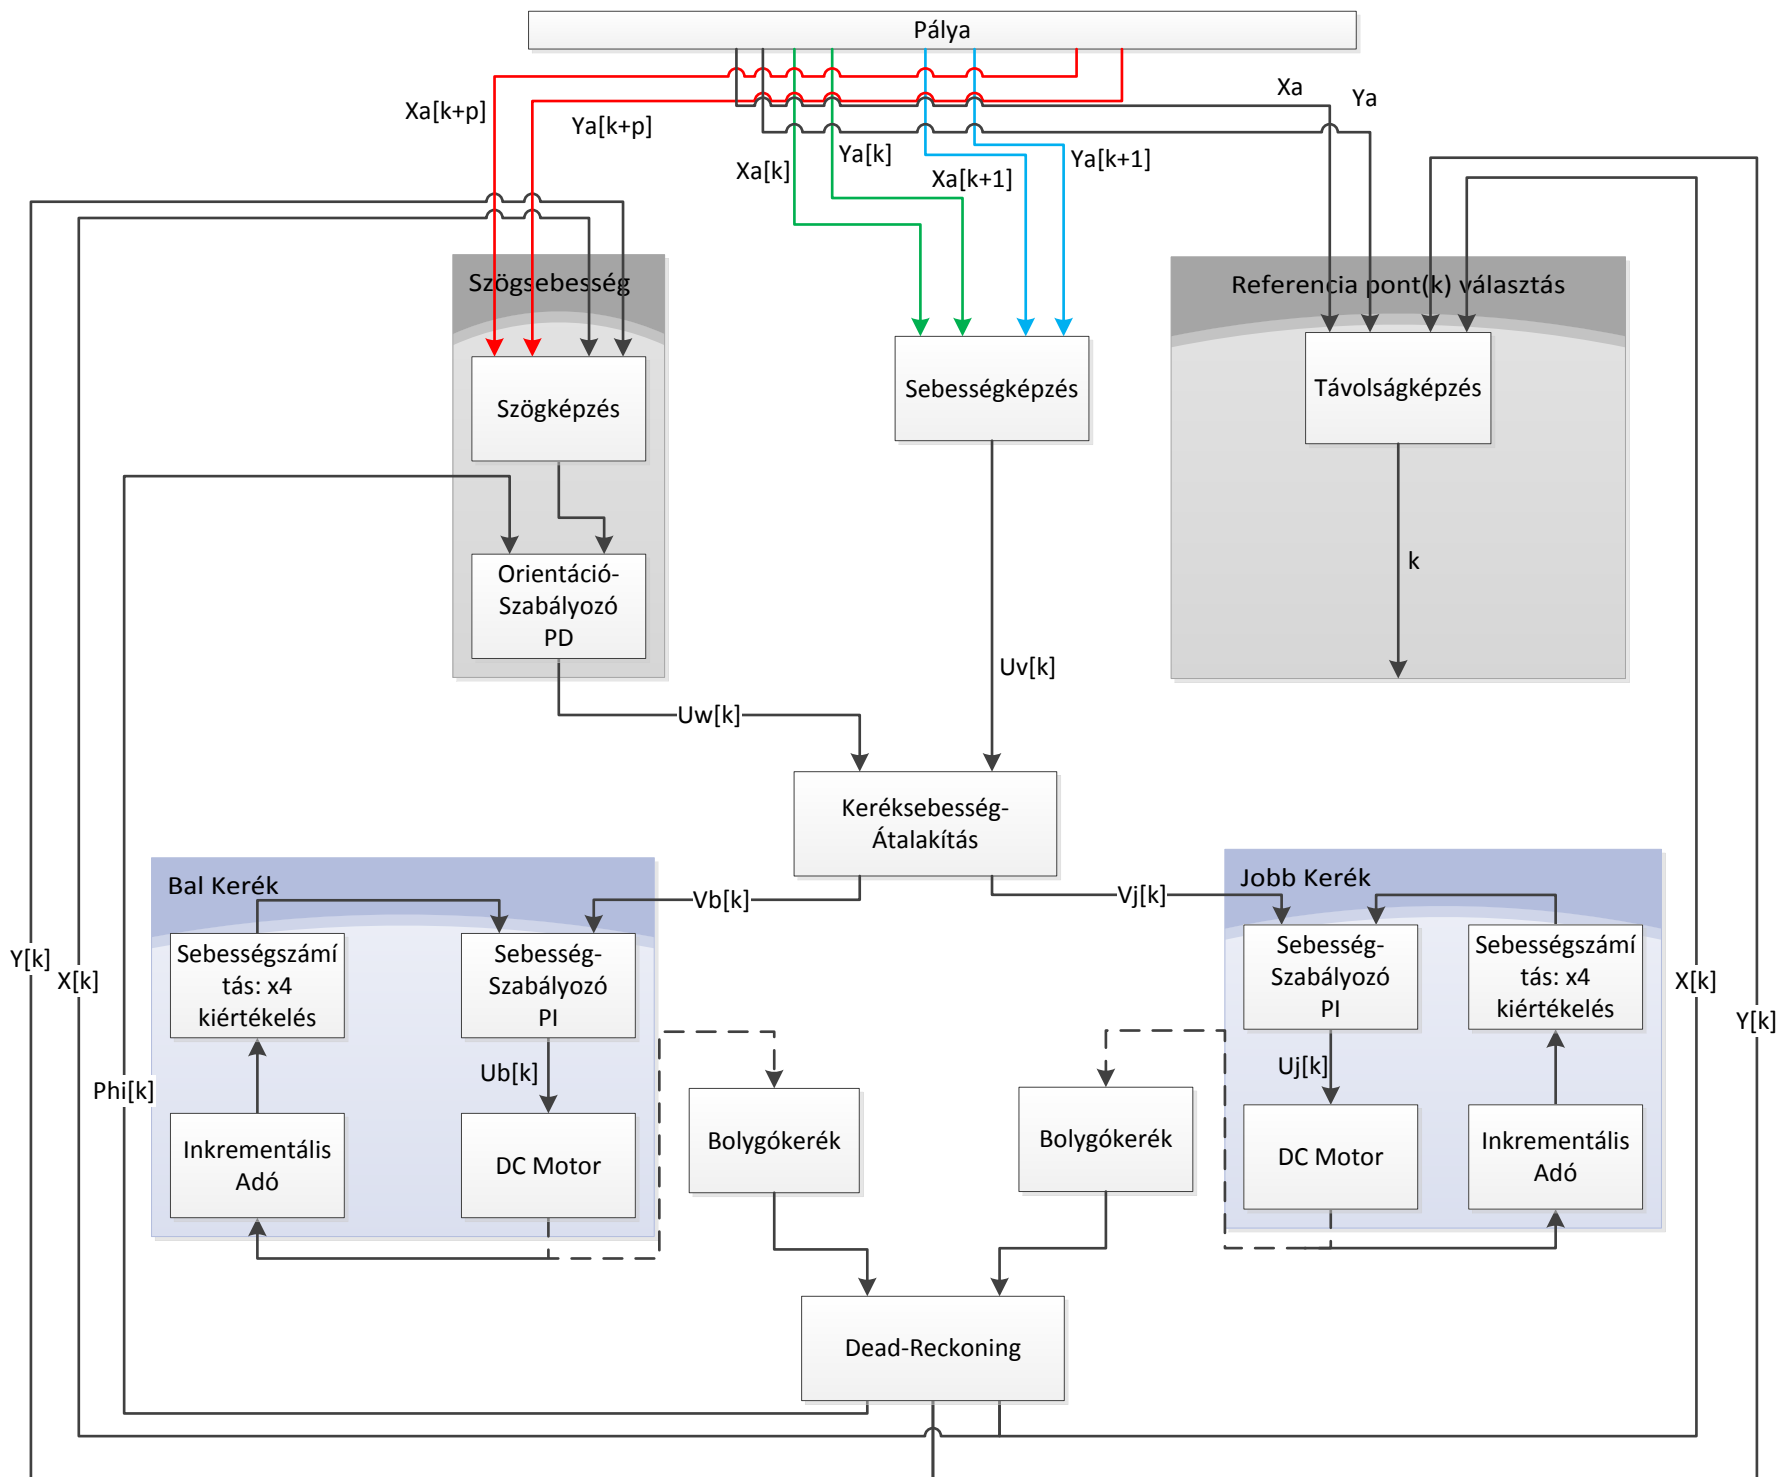 Pálya
Xa[k+p]
Ya[k+p]
Xa[k]
Ya[k]
Xa[k+1]
Ya[k+1]
Xa
Ya
Szögsebesség
Referencia pont(k) választás
Szögképzés
Sebességképzés
Távolságképzés
Orientáció-
Szabályozó
PD
k
Uw[k]
Uv[k]
Keréksebesség-
Átalakítás
Bal Kerék
Vb[k]
Vj[k]
Jobb Kerék
Y[k]
X[k]
Sebességszámí
tás: x4
kiértékelés
Sebesség-
Szabályozó
PI
Sebesség-
Szabályozó
PI
Sebességszámí
tás: x4
kiértékelés
X[k]
Y[k]
Phi[k]
Ub[k]
Uj[k]
Inkrementális
Adó
DC Motor
Bolygókerék
Bolygókerék
DC Motor
Inkrementális
Adó
Dead-Reckoning